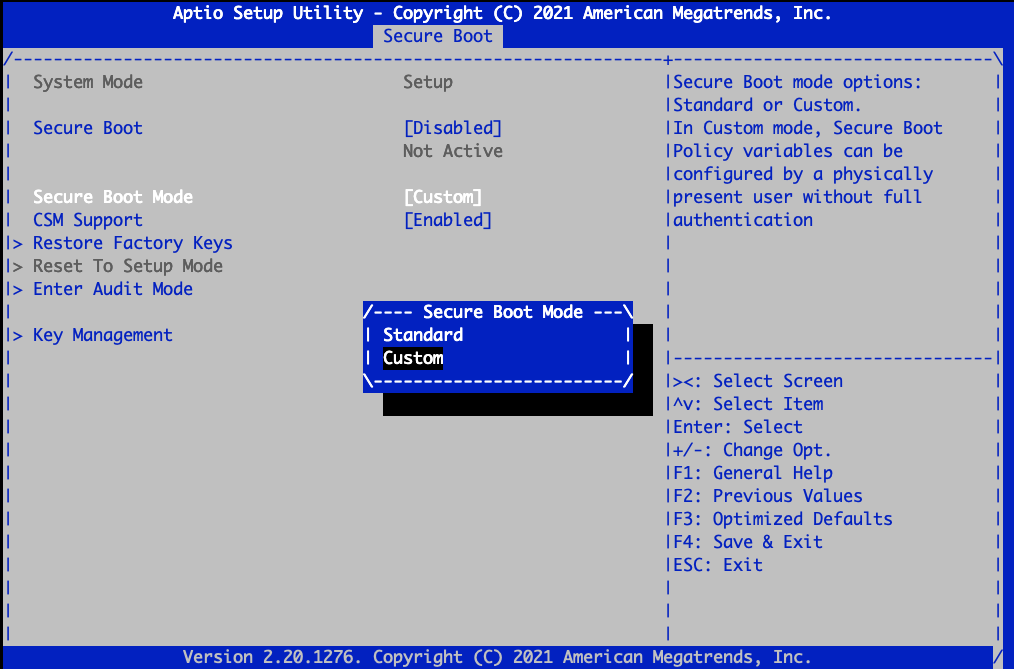 Aptio Setup Utility - Copyright (C) 2021 American Megatrends, Inc.
Secure Boot
/-----------------------------------------------------------------+--------------------------------\
| System Mode Setup |Secure Boot mode options: |
| |Standard or Custom. |
| Secure Boot [Disabled] |In Custom mode, Secure Boot |
| Not Active |Policy variables can be |
| |configured by a physically |
| Secure Boot Mode [Custom] |present user without full |
| CSM Support [Enabled] |authentication |
|> Restore Factory Keys | |
|> Reset To Setup Mode | |
|> Enter Audit Mode | |
| /---- Secure Boot Mode ---\ | |
|> Key Management | Standard | | |
| | Custom | |--------------------------------|
| \-------------------------/ |><: Select Screen |
| |^v: Select Item |
| |Enter: Select |
| |+/-: Change Opt. |
| |F1: General Help |
| |F2: Previous Values |
| |F3: Optimized Defaults |
| |F4: Save & Exit |
| |ESC: Exit |
| | |
| | |
| | |
Version 2.20.1276. Copyright (C) 2021 American Megatrends, Inc. /